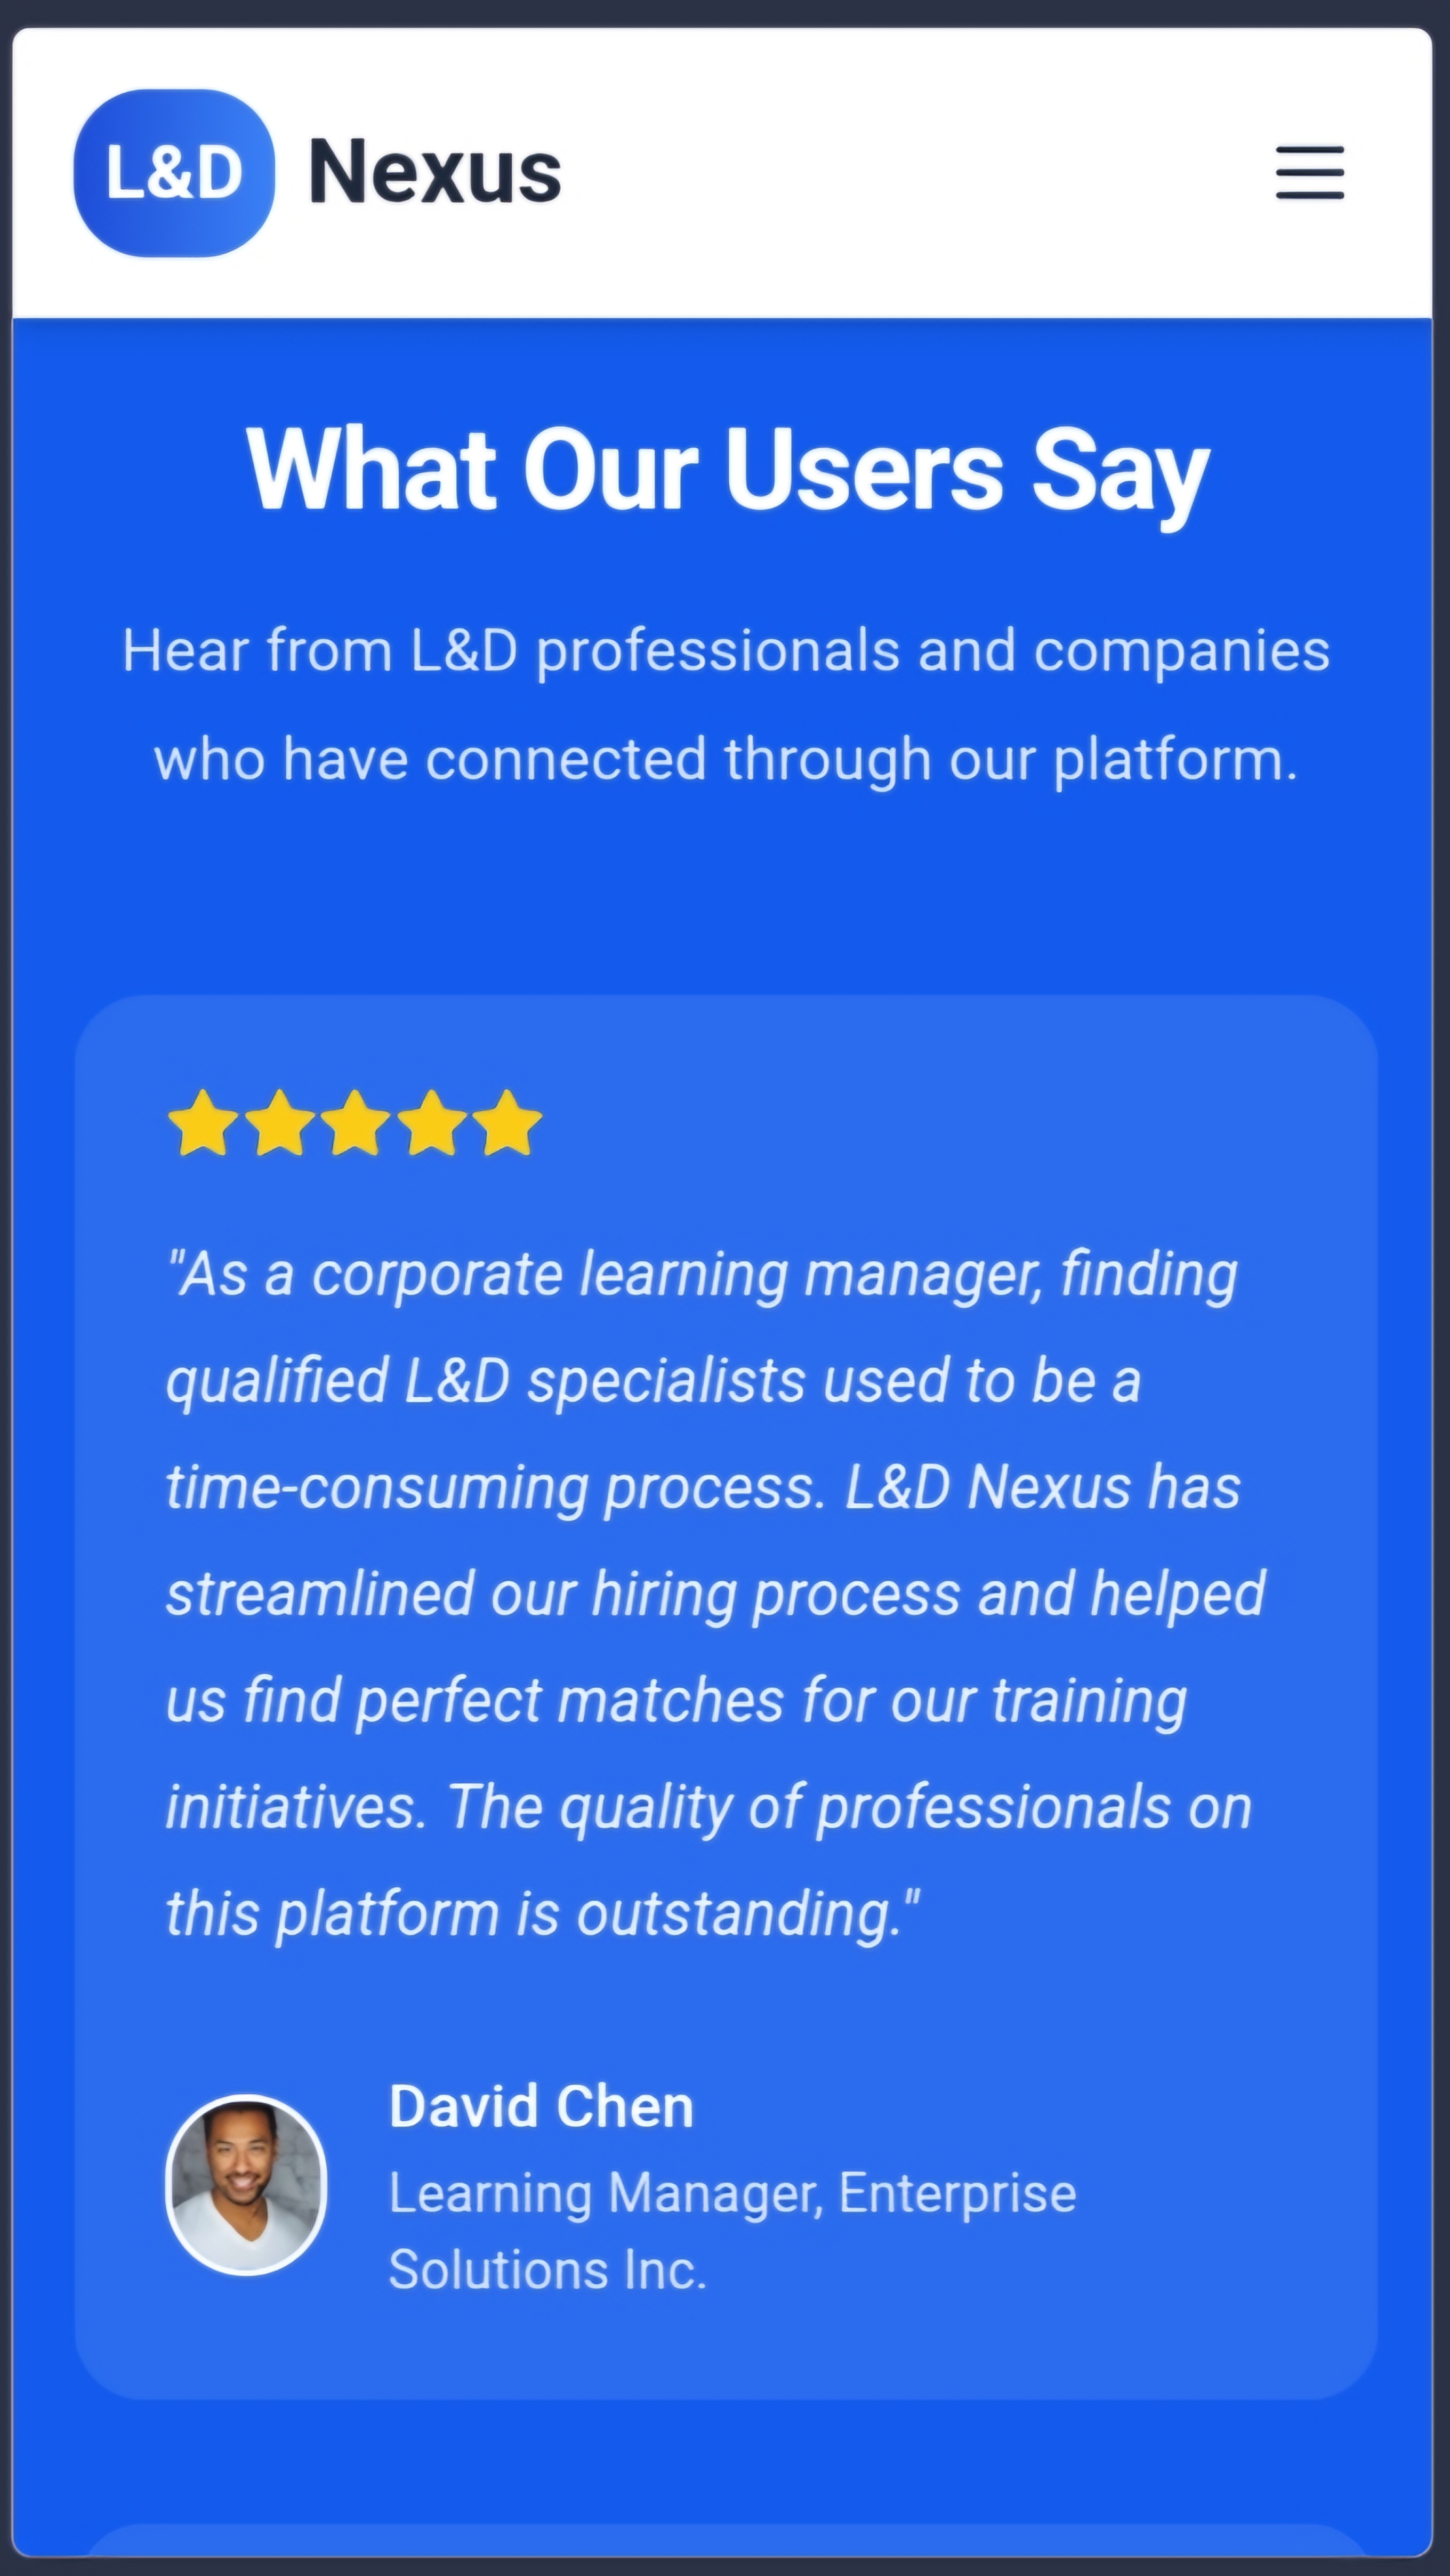 L&D Nexus
What Our Users Say
Hear from L&D professionals and companies
who have connected through our platform.
"As a corporate learning manager, finding
qualified L&D specialists used to be a
time-consuming process. L&D Nexus has
streamlined our hiring process and helped
us find perfect matches for our training
initiatives. The quality of professionals on
this platform is outstanding."
David Chen
Learning Manager, Enterprise
Solutions Inc.